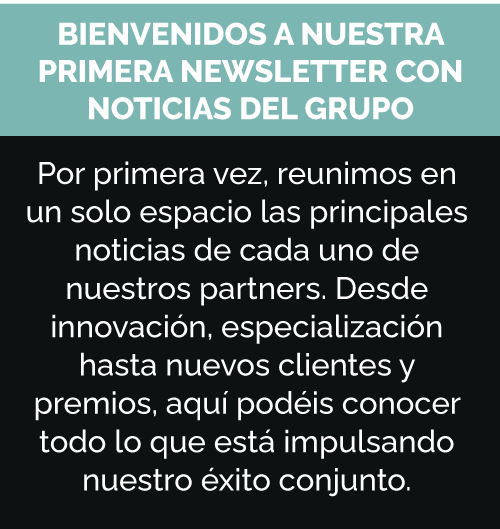 BIENVENIDOS A NUESTRA
PRIMERA NEWSLETTER CON
NOTICIAS DEL GRUPO
Por primera vez, reunimos en
un solo espacio las principales
noticias de cada uno de
nuestros partners. Desde
innovación, especialización
hasta nuevos clientes y
premios, aquí podéis conocer
todo lo que está impulsando
nuestro éxito conjunto.